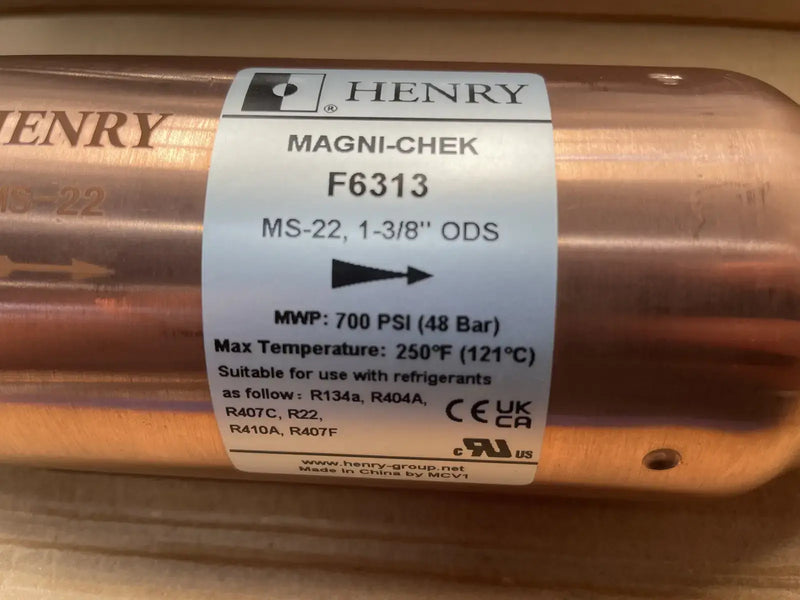 HENRY
MS-22
® HENRY
MAGNI-CHEK
F6313
MS-22, 1-3/8" ODS
MWP: 700 PSI (48 Bar)
Max Temperature: 250°F (121°C)
Suitable for use with refrigerants
as follow: R134a, R404A,
R407C, R22,
R410A, R407F
CE UK CA
c RU US
www.henry-group.net
Made in China by MCV1